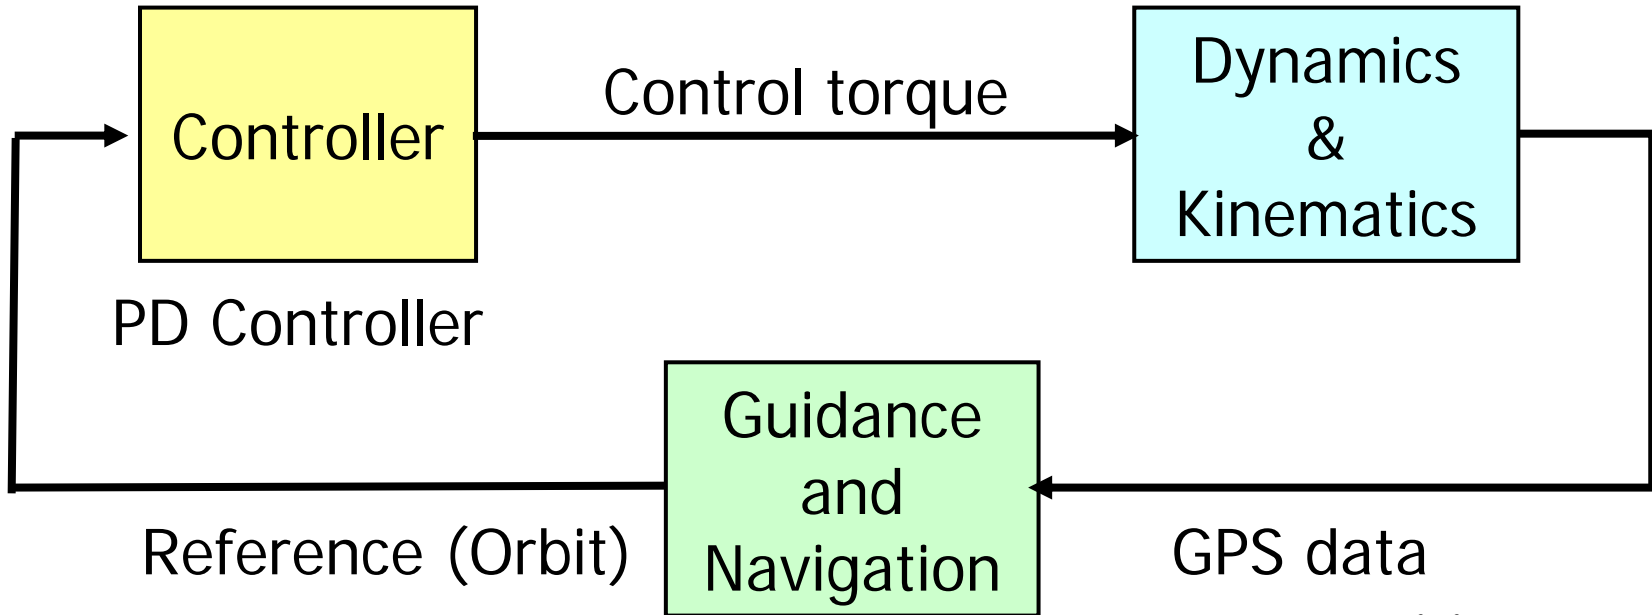 Controller
Control torque
Dynamics
&
Kinematics
PD Controller
Guidance
and
Navigation
Reference (Orbit)
GPS data